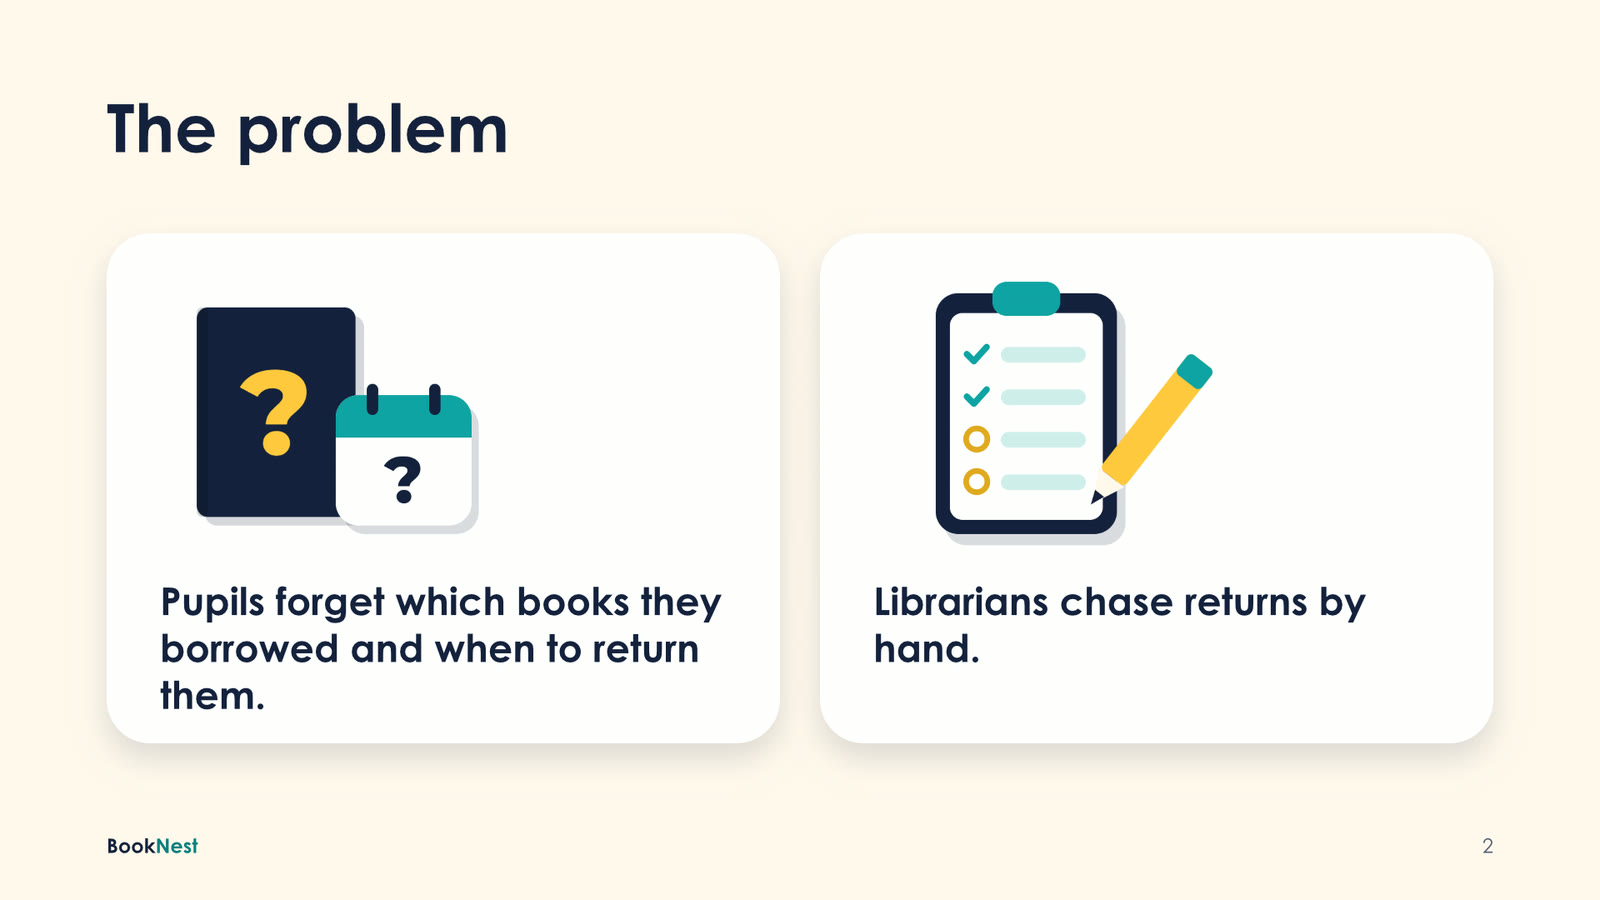 The problem
?
?
Pupils forget which books they
borrowed and when to return
them.
Librarians chase returns by
hand.
BookNest
2